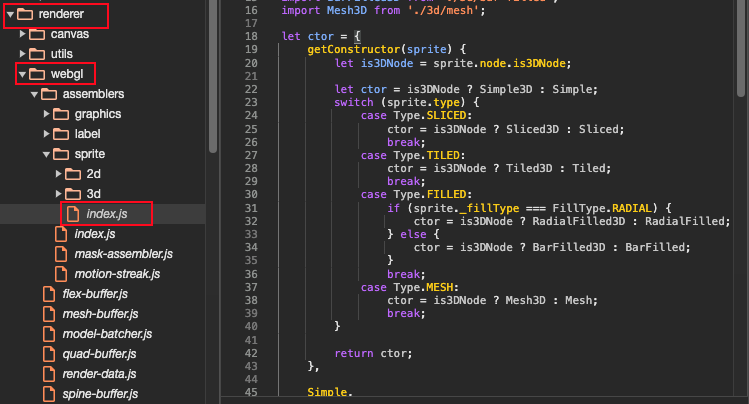 renderer
canvas
utils
webgl
assemblers
graphics
label
sprite
2d
3d
index.js
index.js
mask-assembler.js
motion-streak.js
flex-buffer.js
mesh-buffer.js
model-batcher.js
quad-buffer.js
render-data.js
spine-buffer.js
16 import Mesh3D from './3d/mesh';
17
18 let ctor = {
19 getConstructor(sprite) {
20 let is3DNode = sprite.node.is3DNode;
21
22 let ctor = is3DNode ? Simple3D : Simple;
23 switch (sprite.type) {
24 case Type.SLICED:
25 ctor = is3DNode ? Sliced3D : Sliced;
26 break;
27 case Type.TILED:
28 ctor = is3DNode ? Tiled3D : Tiled;
29 break;
30 case Type.FILLED:
31 if (sprite._fillType === FillType.RADIAL) {
32 ctor = is3DNode ? RadialFilled3D : RadialFilled;
33 } else {
34 ctor = is3DNode ? BarFilled3D : BarFilled;
35 }
36 break;
37 case Type.MESH:
38 ctor = is3DNode ? Mesh3D : Mesh;
39 break;
40 }
41
42 return ctor;
43 },
44
45 Simple,